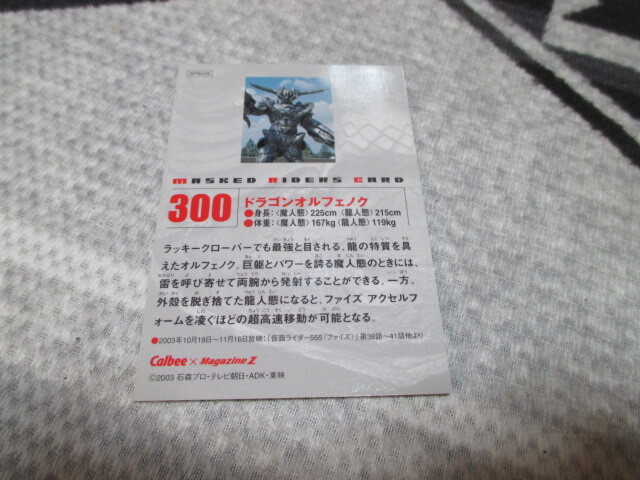 MASKED RIDERS CARD
300
ドラゴンオルフェノク
●身長:〈魔人態〉225cm〈龍人態〉215cm
●体重:〈魔人態〉167kg〈龍人態〉119kg
ラッキークローバーでも最強と目される、龍の特質を具
えたオルフェノク。巨躯とパワーを誇る魔人態のときには、
雷を呼び寄せて両腕から発射することができる。一方、
外殻を脱ぎ捨てた龍人態になると、ファイズ アクセルフ
ォームを凌ぐほどの超高速移動が可能となる。
●2003年10月19日〜11月16日放映:「仮面ライダー555〈ファイズ〉」第38話〜41話他より
Calbee × Magazine Z
©2003 石森プロ・テレビ朝日・ADK・東映